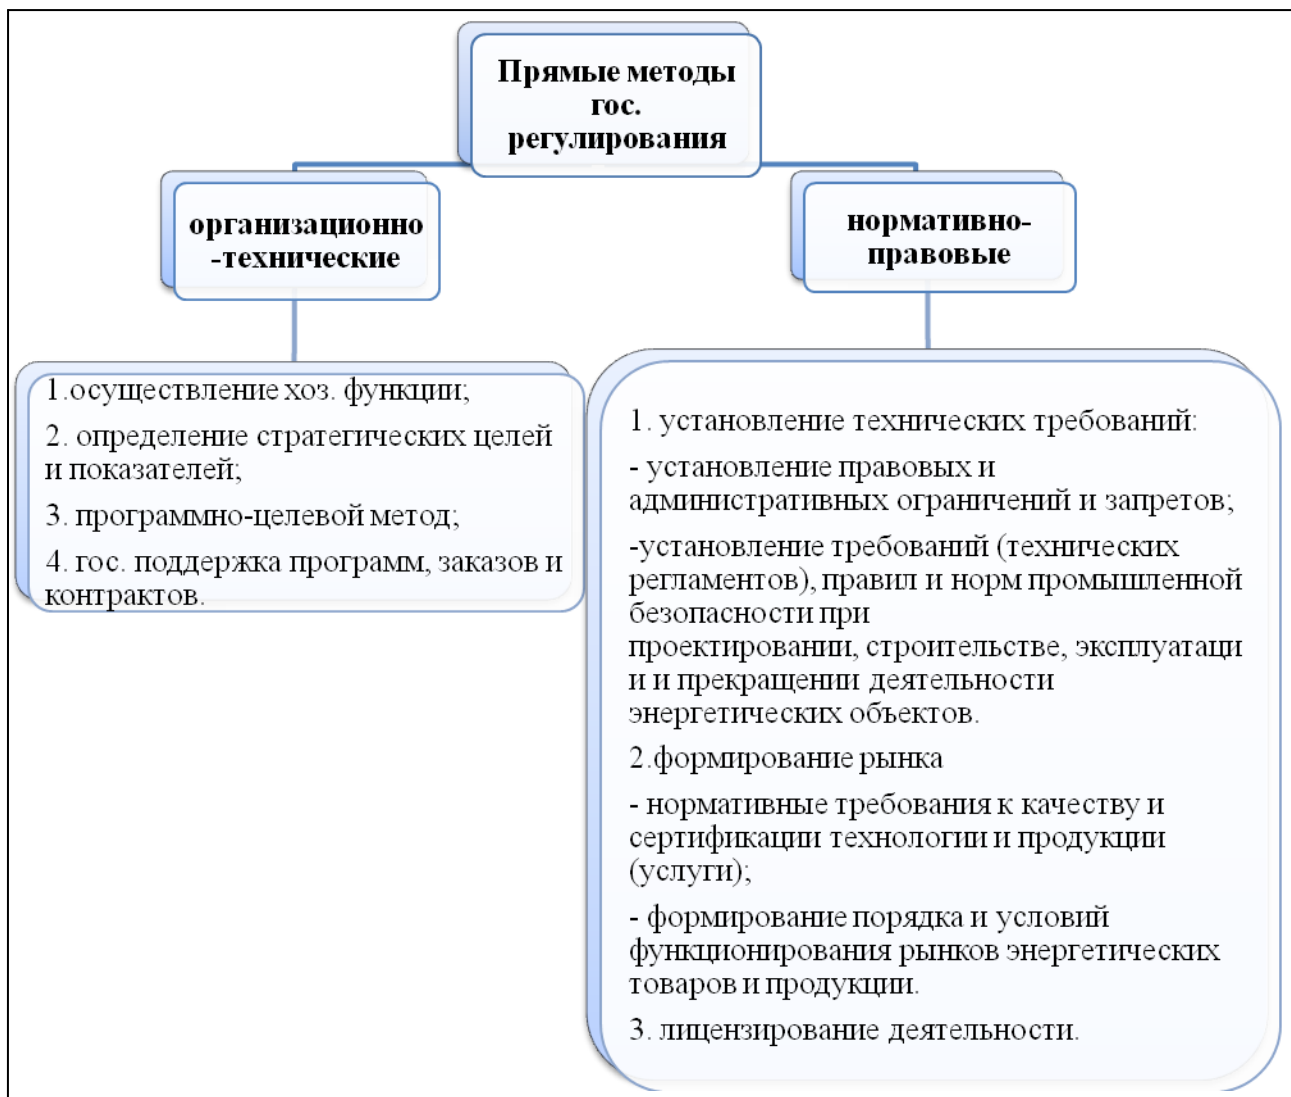 Прямые методы
гос.
регулирования
организационно
-технические
нормативно-
правовые
1.осуществление хоз. функции;
2. определение стратегических целей
и показателей;
3. программно-целевой метод;
4. гос. поддержка программ, заказов и
контрактов.
1. установление технических требований:
- установление правовых и
административных ограничений и запретов;
-установление требований (технических
регламентов), правил и норм промышленной
безопасности при
проектировании, строительстве, эксплуатаци
и и прекращении деятельности
энергетических объектов.
2.формирование рынка
- нормативные требования к качеству и
сертификации технологии и продукции
(услуги);
- формирование порядка и условий
функционирования рынков энергетических
товаров и продукции.
3. лицензирование деятельности.